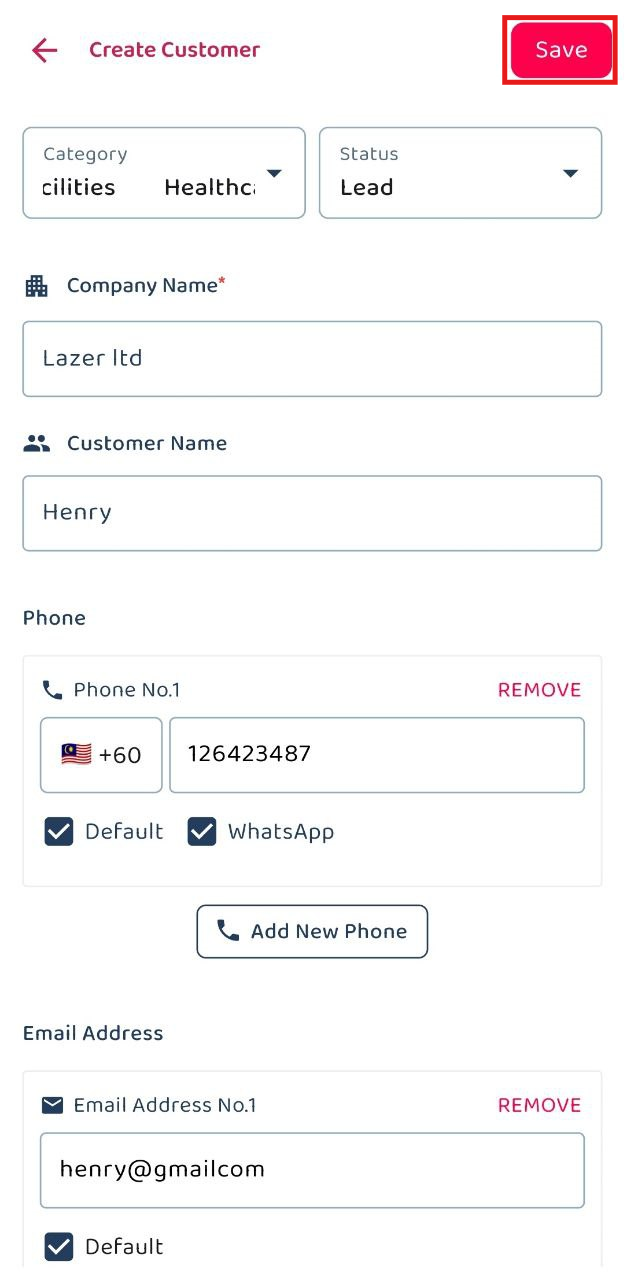 Create Customer
Save
Category
Status
cilities Healthc
Lead
Company Name*
Lazer ltd
Customer Name
Henry
Phone
Phone No.1
REMOVE
+60
126423487
Default
WhatsApp
Add New Phone
Email Address
Email Address No.1
REMOVE
henry@gmailcom
Default